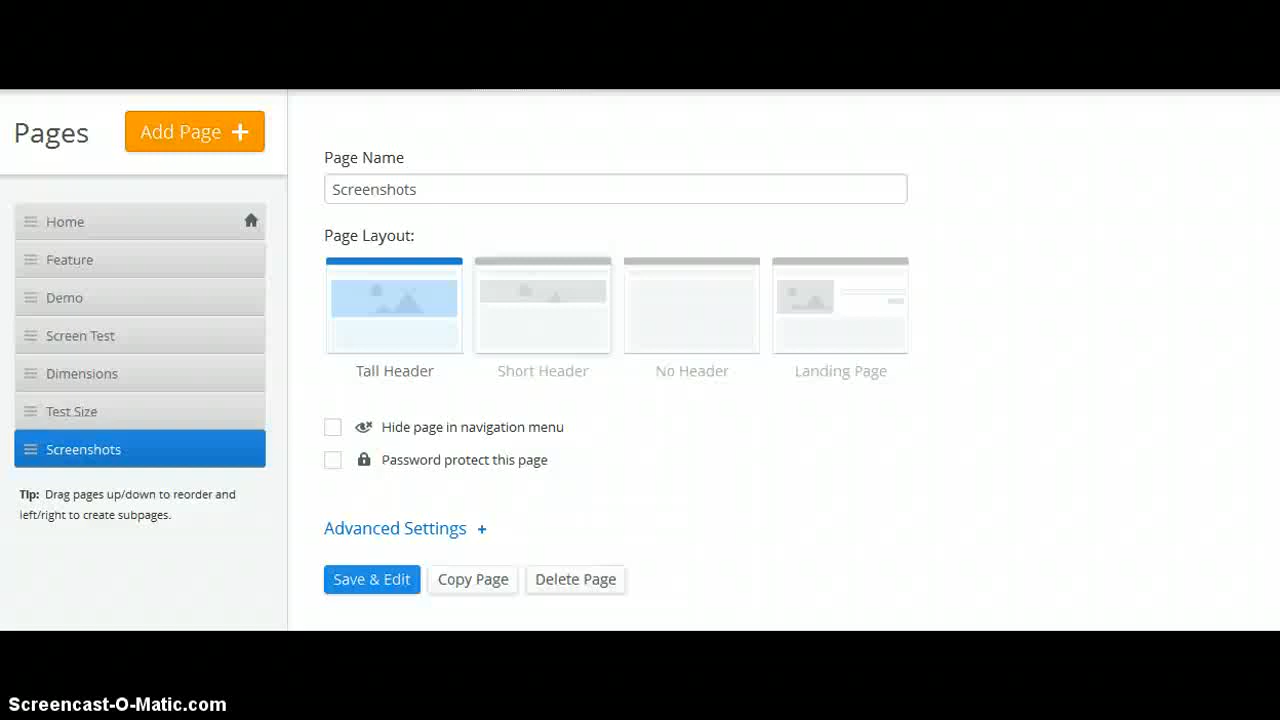 Pages
Add Page +
Home
Feature
Demo
Screen Test
Dimensions
Test Size
Screenshots
Tip: Drag pages up/down to reorder and
left/right to create subpages.
Page Name
Screenshots
Page Layout:
Tall Header Short Header No Header Landing Page
Hide page in navigation menu
Password protect this page
Advanced Settings +
Save & Edit Copy Page Delete Page
Screencast-O-Matic.com